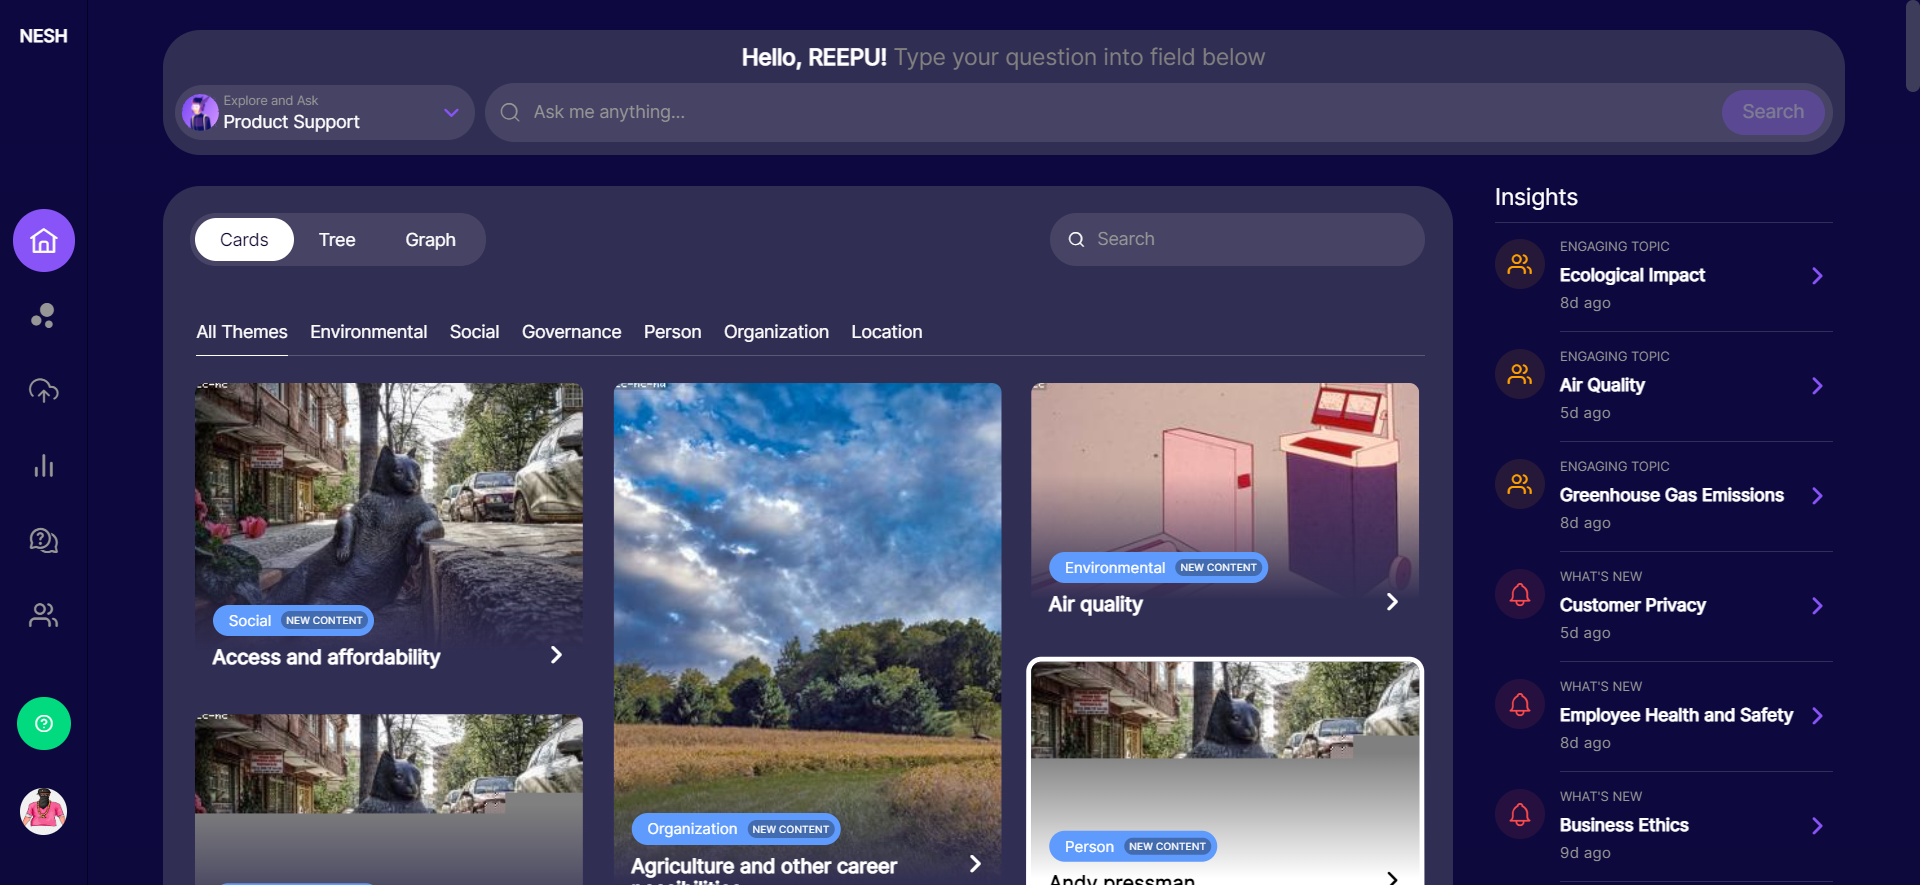 NESH
Hello, REEPU! Type your question into field below
Explore and Ask
Product Support
Ask me anything...
Search
Cards
Tree
Graph
Search
All Themes
Environmental
Social
Governance
Person
Organization
Location
Social NEW CONTENT
Access and affordability
Organization NEW CONTENT
Agriculture and other career
Environmental NEW CONTENT
Air quality
Person NEW CONTENT
Andy pressman
Insights
ENGAGING TOPIC
Ecological Impact
8d ago
ENGAGING TOPIC
Air Quality
5d ago
ENGAGING TOPIC
Greenhouse Gas Emissions
8d ago
WHAT'S NEW
Customer Privacy
5d ago
WHAT'S NEW
Employee Health and Safety
8d ago
WHAT'S NEW
Business Ethics
9d ago